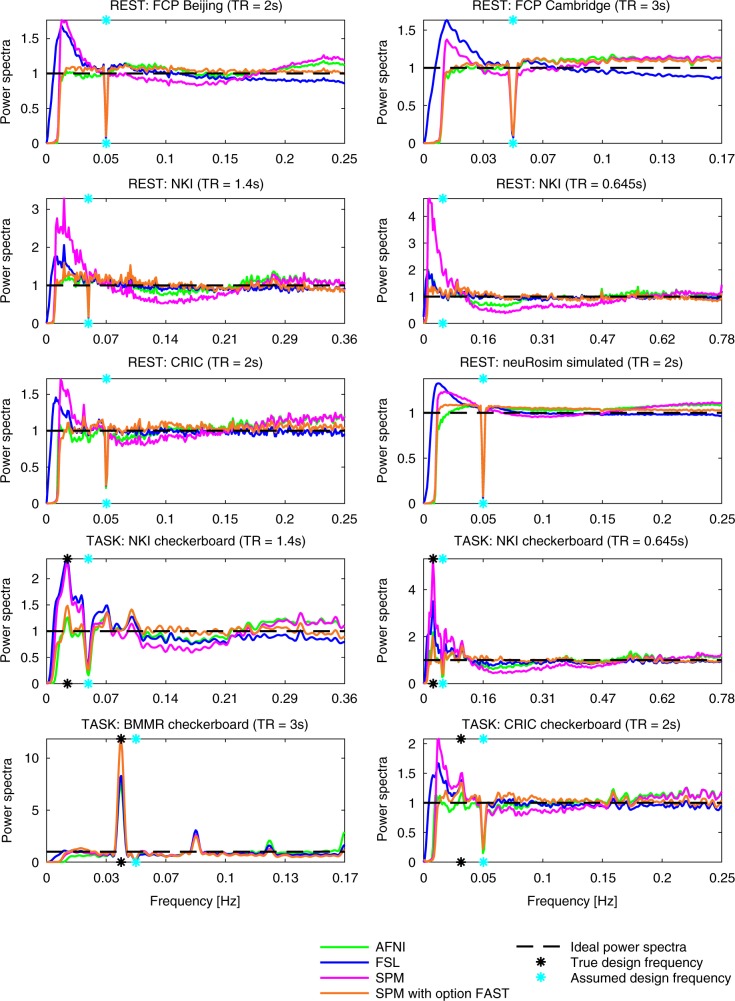 REST: FCP Beijing (TR = 2s)
Power spectra
1.5
1
0.5
0
0 0.05 0.1 0.15 0.2 0.25
REST: FCP Cambridge (TR = 3s)
Power spectra
1.5
1
0.5
0
0 0.03 0.07 0.1 0.13 0.17
REST: NKI (TR = 1.4s)
Power spectra
3
2
1
0
0 0.07 0.14 0.21 0.29 0.36
REST: NKI (TR = 0.645s)
Power spectra
4
3
2
1
0
0 0.16 0.31 0.47 0.62 0.78
REST: CRIC (TR = 2s)
Power spectra
1.5
1
0.5
0
0 0.05 0.1 0.15 0.2 0.25
REST: neuRosim simulated (TR = 2s)
Power spectra
1
0.5
0
0 0.05 0.1 0.15 0.2 0.25
TASK: NKI checkerboard (TR = 1.4s)
Power spectra
2
1.5
1
0.5
0
0 0.07 0.14 0.21 0.29 0.36
TASK: NKI checkerboard (TR = 0.645s)
Power spectra
4
2
0
0 0.16 0.31 0.47 0.62 0.78
TASK: BMMR checkerboard (TR = 3s)
Power spectra
10
5
0
0 0.03 0.07 0.1 0.13 0.17
Frequency [Hz]
TASK: CRIC checkerboard (TR = 2s)
Power spectra
2
1.5
1
0.5
0
0 0.05 0.1 0.15 0.2 0.25
Frequency [Hz]
AFNI
FSL
SPM
SPM with option FAST
Ideal power spectra
True design frequency
Assumed design frequency